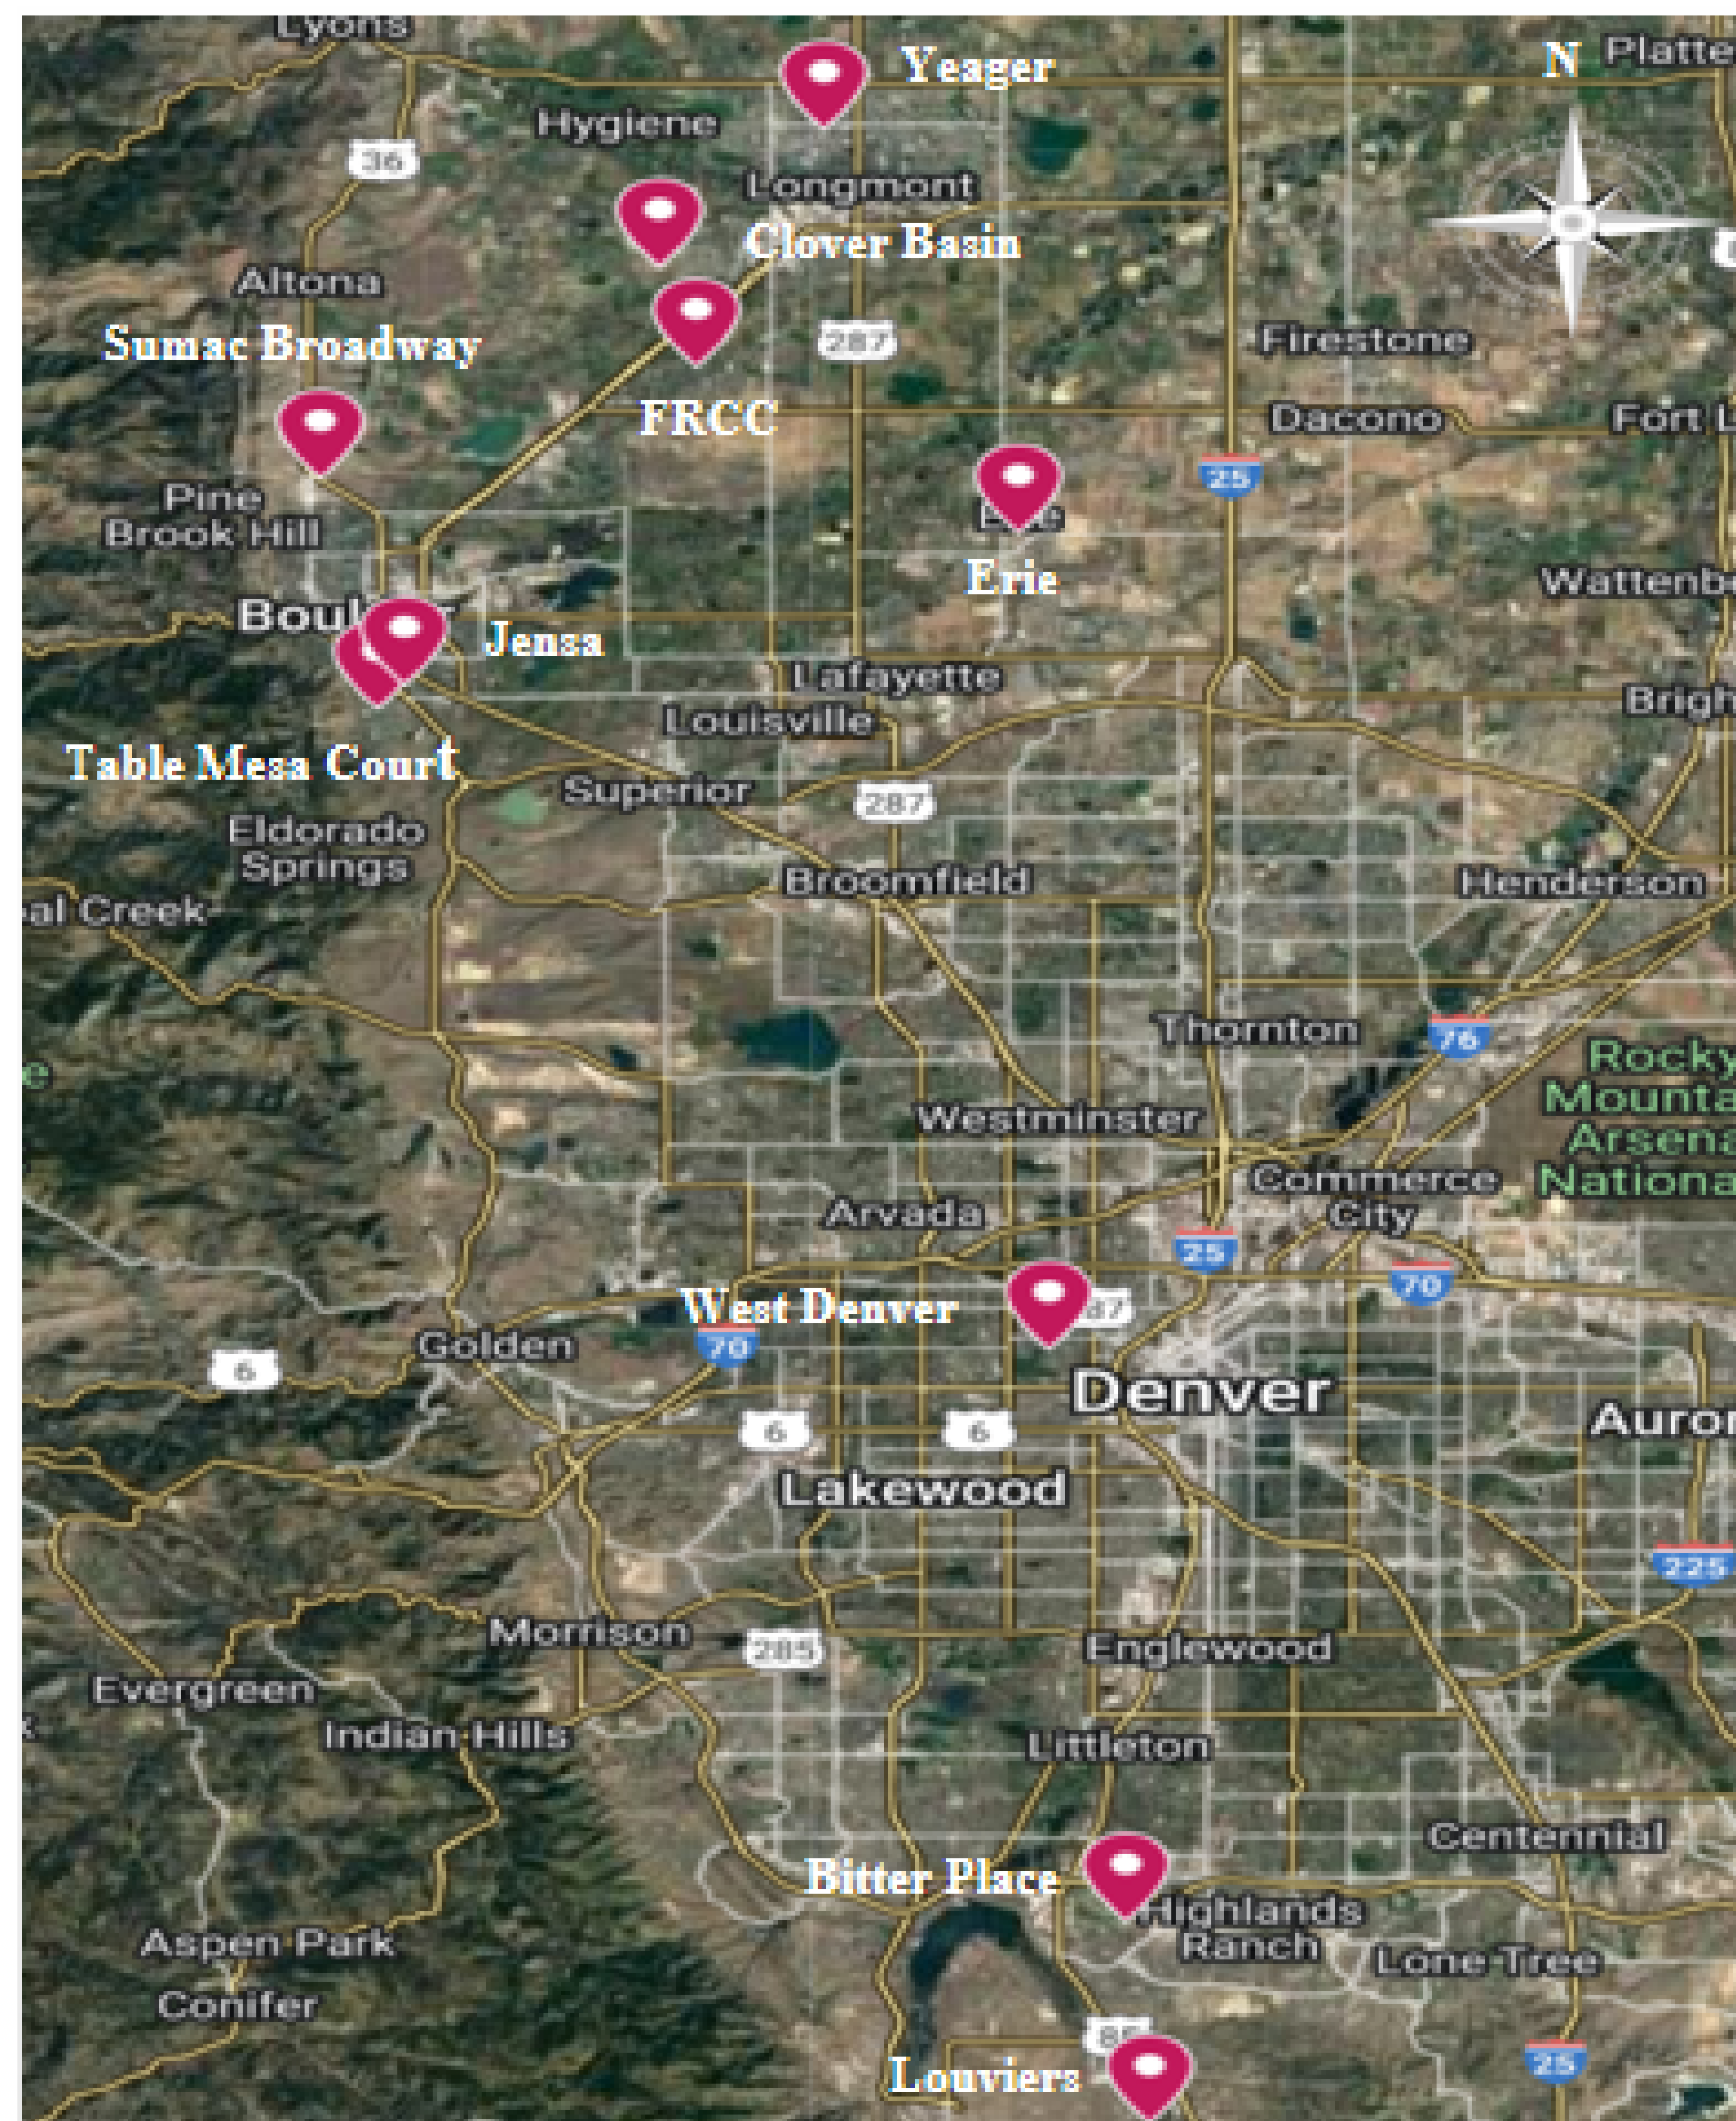 Lyons
Yeager
N
Platte
Hygiene
36
Longmont
Clover Basin
Altona
Sumac Broadway
287
Firestone
FRCC
Dacono
Fort L
25
Pine
Brook Hill
Erie
Wattenb
Boul
Jensa
Lafayette
Brigh
Louisville
Table Mesa Court
Superior
287
Eldorado
Springs
Broomfield
Henderson
al Creek
Thornton
76
Rocky
Mounta
Arsena
Nationa
e
Westminster
Commerce
City
Arvada
25
70
West Denver
87
Golden
70
6
Denver
6
6
Auror
Lakewood
225
Morrison
285
Englewood
Evergreen
Indian Hills
Littleton
Centennial
Bitter Place
Highlands
Ranch
Aspen Park
Lone Tree
Conifer
25
Louviers